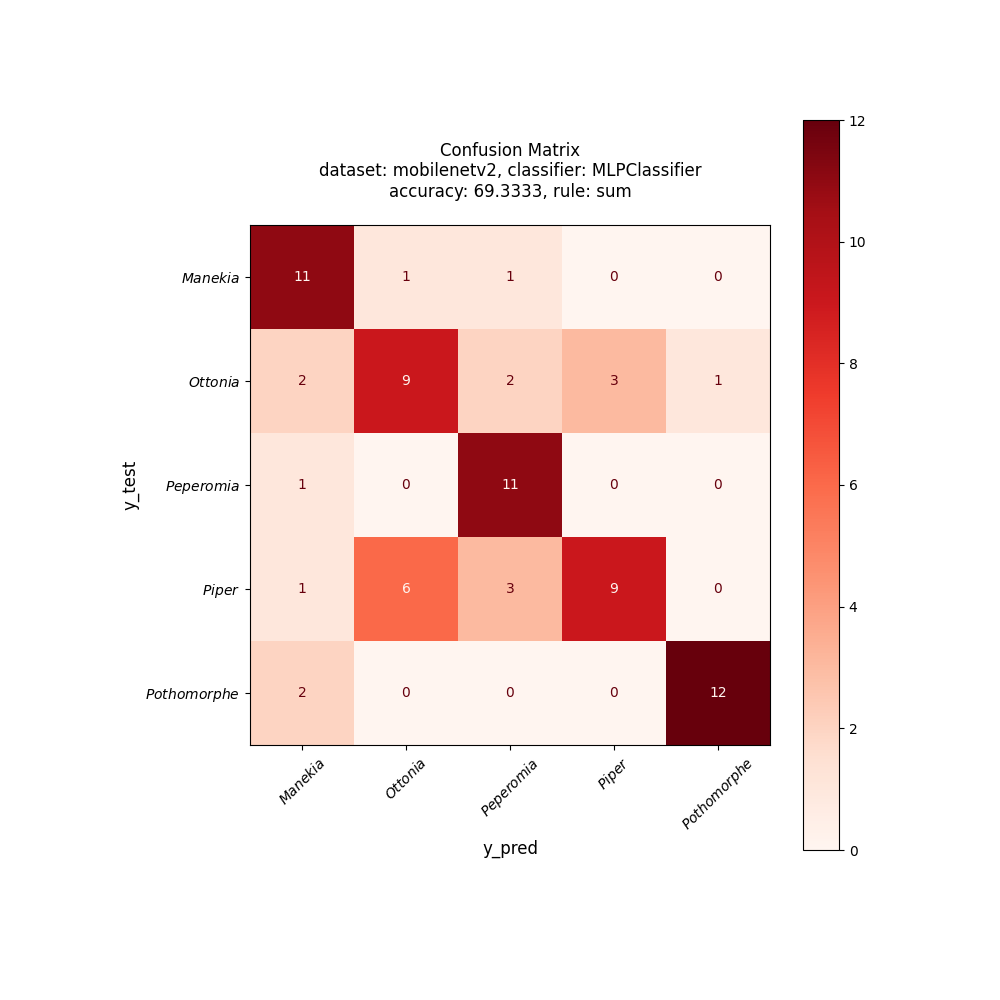 Confusion Matrix
dataset: mobilenetv2, classifier: MLPClassifier
accuracy: 69.3333, rule: sum
Manekia 11 1 1 0 0
Ottonia 2 9 2 3 1
Peperomia 1 0 11 0 0
Piper 1 6 3 9 0
Pothomorphe 2 0 0 0 12
Manekia Ottonia Peperomia Piper Pothomorphe
y_pred
y_test
12
10
8
6
4
2
0